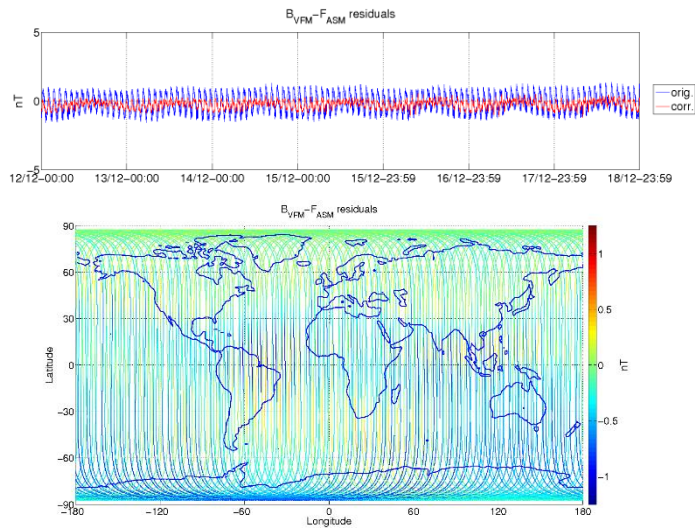 B_VFM−F_ASM residuals
5
0
−5
nT
12/12−00:00 13/12−00:00 14/12−00:00 15/12−00:00 15/12−23:59 16/12−23:59 17/12−23:59 18/12−23:59
orig.
corr.
B_VFM−F_ASM residuals
90
60
30
0
−30
−60
−90
Latitude
−180 −120 −60 0 60 120 180
Longitude
1
0.5
0
−0.5
−1
nT